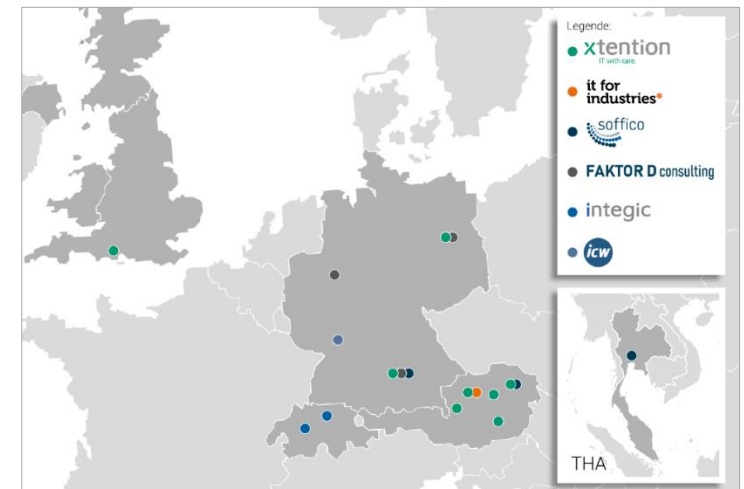 Legende:
xtention
IT with care.
it for
industries*
soffico
FAKTOR D consulting
integic
icw
THA